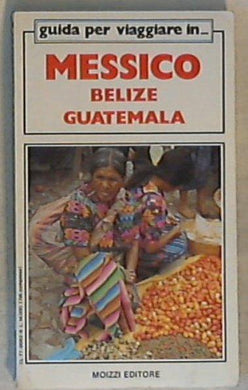 guida per viaggiare in...
MESSICO
BELIZE
GUATEMALA
MOIZZI EDITORE